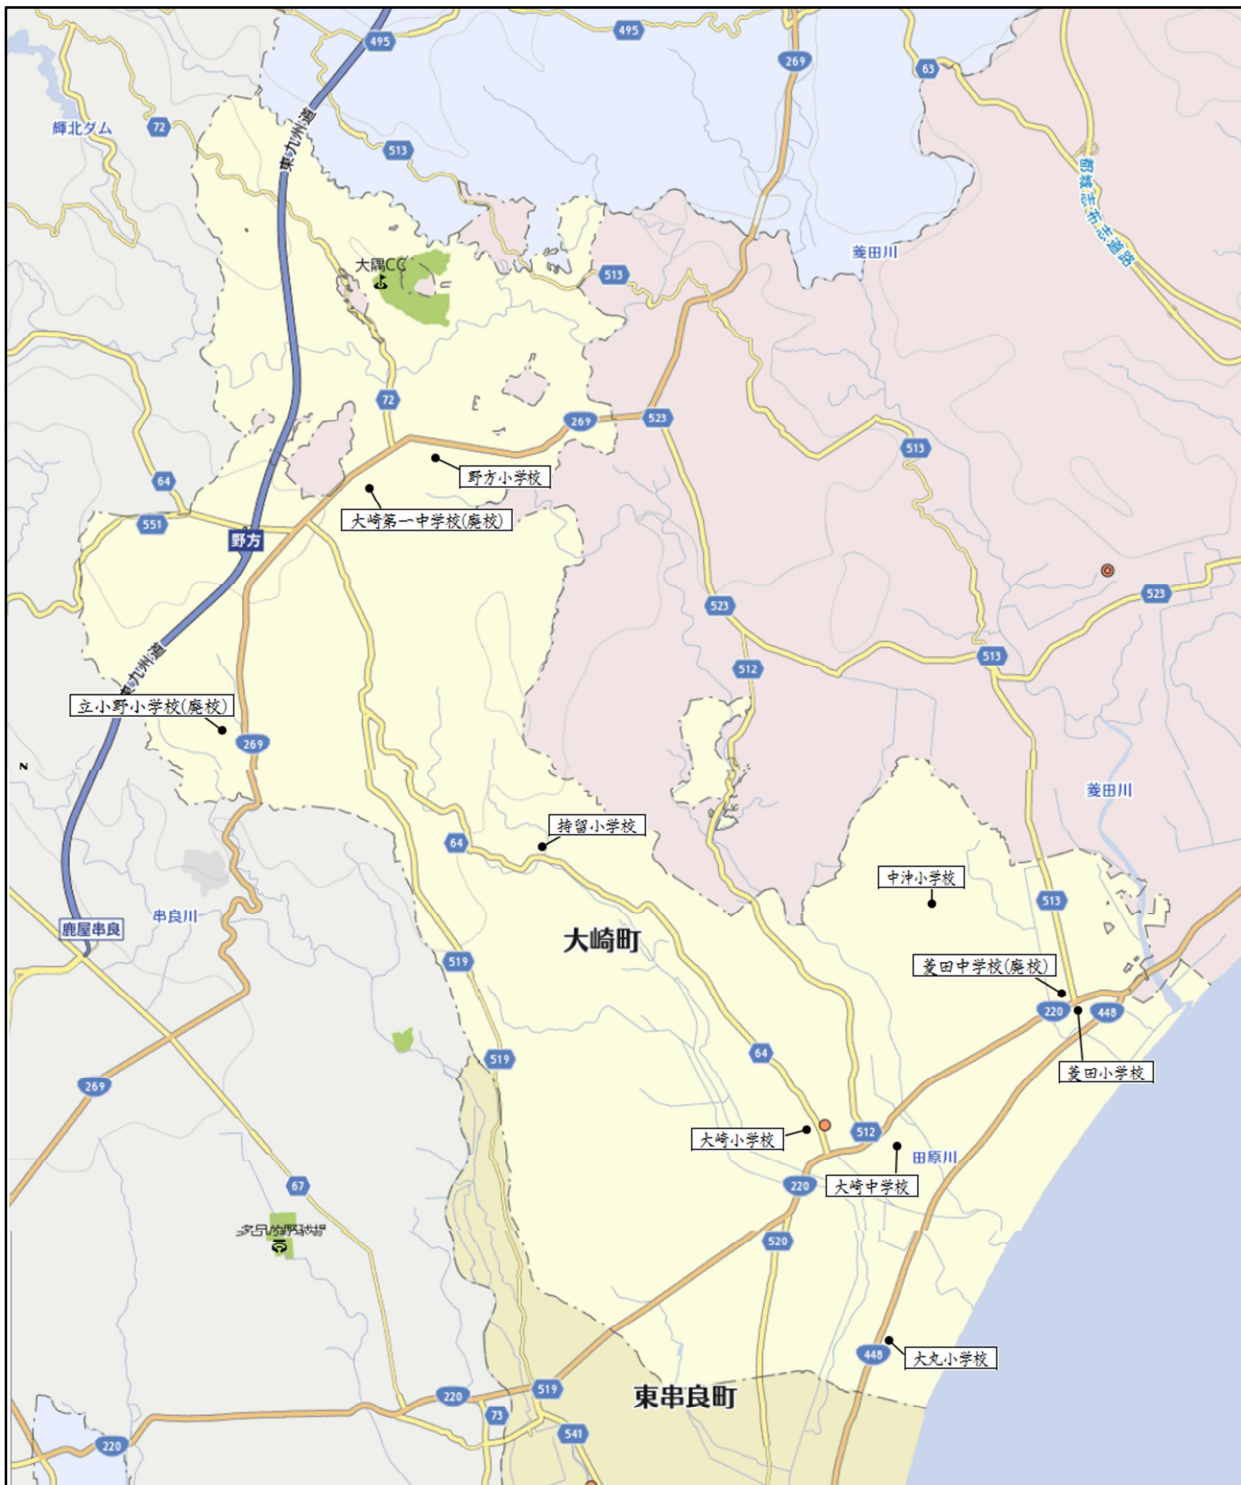 495
495
269
63
輝北ダム
72
東九州道
513
都城志布志道路
菱田川
大隅CC
513
72
269
523
513
64
野方小学校
大崎第一中学校(廃校)
551
野方
523
523
513
512
東九州道
立小野小学校(廃校)
269
z
菱田川
持留小学校
64
中沖小学校
513
串良川
鹿屋串良
大崎町
519
菱田中学校(廃校)
220
448
519
64
菱田小学校
269
大崎小学校
512
田原川
大崎中学校
67
220
520
448
大丸小学校
東串良町
220
519
73
541
220